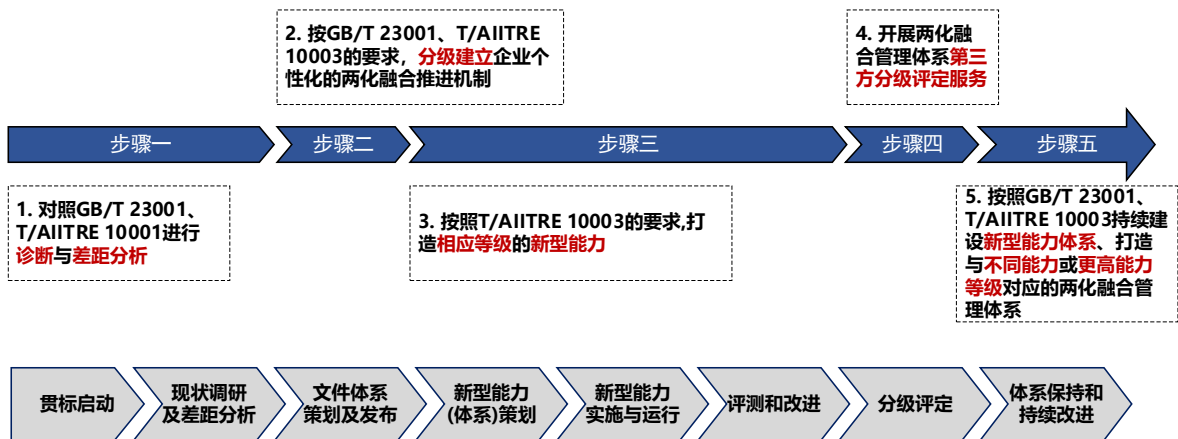 2. 按GB/T 23001、T/AIITRE
10003的要求，分级建立企业个
性化的两化融合推进机制
4. 开展两化融
合管理体系第三
方分级评定服务
步骤一
步骤二
步骤三
步骤四
步骤五
1. 对照GB/T 23001、
T/AIITRE 10001进行
诊断与差距分析
3. 按照T/AIITRE 10003的要求,打
造相应等级的新型能力
5. 按照GB/T 23001、
T/AIITRE 10003持续建
设新型能力体系、打造
与不同能力或更高能力
等级对应的两化融合管
理体系
贯标启动
现状调研
及差距分析
文件体系
策划及发布
新型能力
(体系)策划
新型能力
实施与运行
评测和改进
分级评定
体系保持和
持续改进